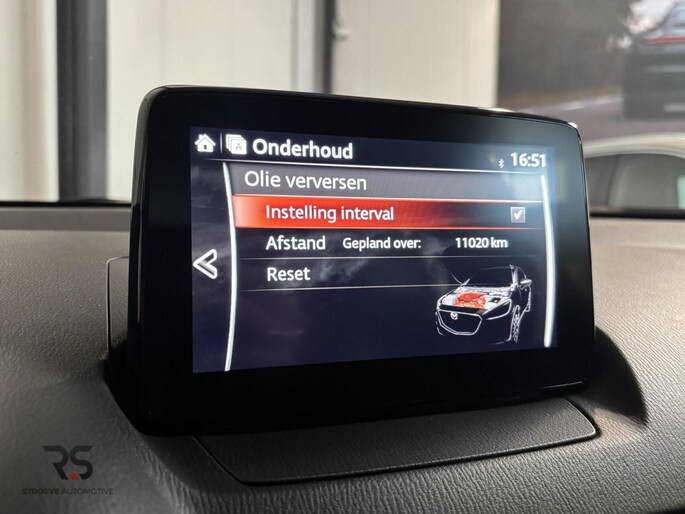 A Onderhoud 16:51
Olie verversen
Instelling interval
Afstand Gepland over: 11020 km
Reset
RS
STROEVE AUTOMOTIVE